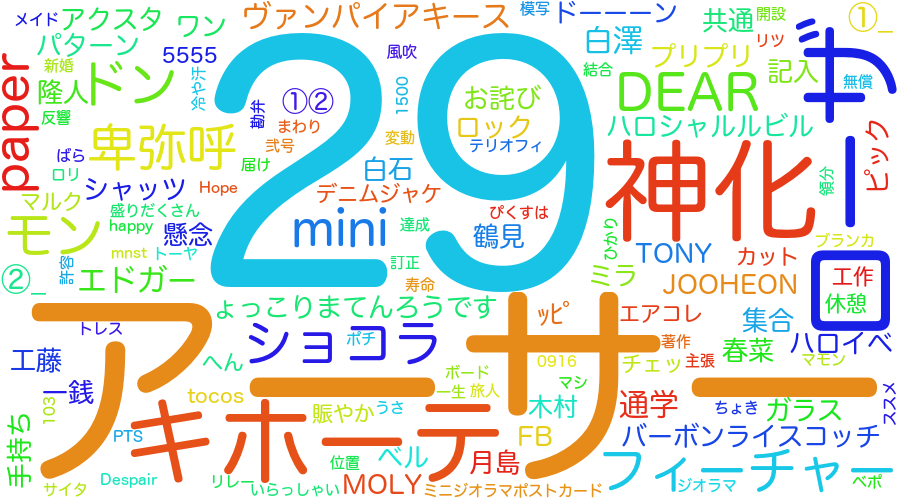 メイド アクスタ ワン ヴァンパイアキース 模写 ドーーーン 共通 開設 ①_
パターン 5555 風吹 白澤 プリプリ リツ キ
新婚 ドン 冷や汗 結合 記入 無償
paper 隆人 ①② 1500 お詫び DEAR
反響 勘弁 まわり 変動 ロック ハロシャルルビル
卑弥呼 弐号 テリオフィ ピック
ばら 届け 29 神化 ー
ロリ シャッツ Hope 白石 領分
マルク デニムジャケ
盛りだくさん ぴくすは
モン happy 懸念 mini 達成 鶴見 ひかり ブランカ
mnst トーヤ 訂正 TONY カット
②_ エドガー 許容 寿命 ミラ JOOHEON ロ 工作
ょっこりまてんろうです ッピ エアコレ 休憩
トレス ショコラ ポチ 集合 ハロイベ
工藤 アーサー 著作
へん 0916 チェッ 主張 春菜 マモン
一銭 tocos ボード マシ
103 キホーテ 賑やか うさ 一生 旅人 木村 通学 ちょき ガラス ススメ
手持ち PTS FB バーボンライスコッチ
位置 ベル 月島 フィーチャー
サイタ Despair リレー MOLY ジオラマ ベポ
いらっしゃい ミニジオラマポストカード